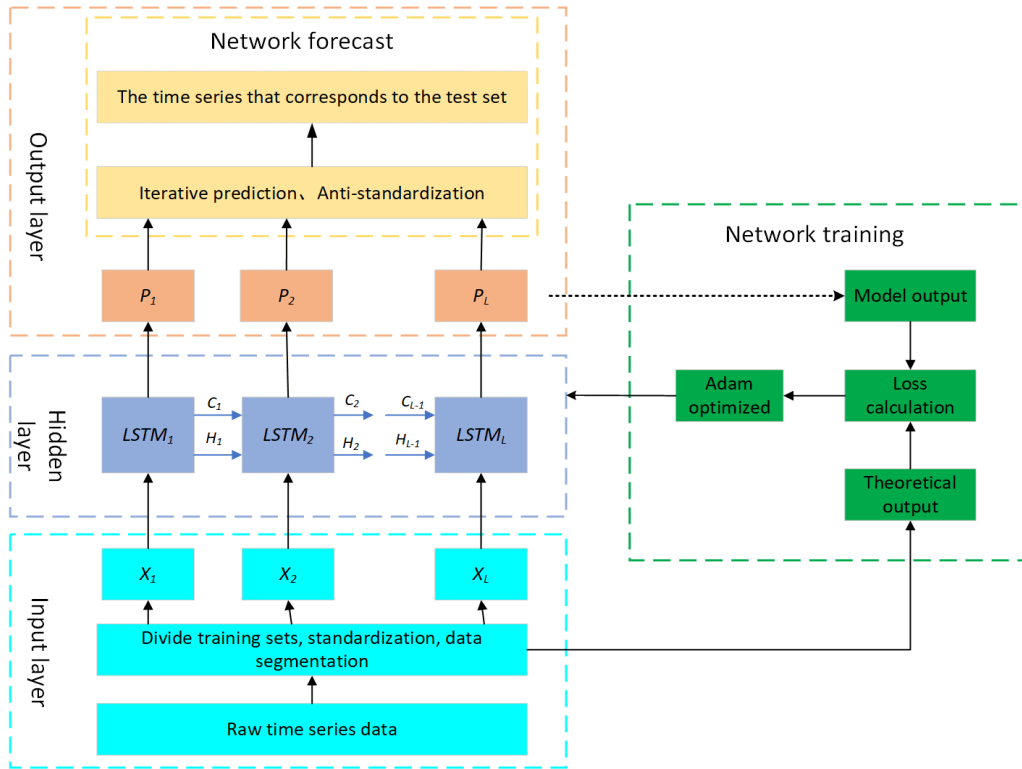 Network forecast
The time series that corresponds to the test set
Iterative prediction、Anti-standardization
Output layer
P1
P2
PL
Network training
Model output
Loss
calculation
Adam
optimized
Theoretical
output
Hidden
layer
LSTM1
C1
H1
LSTM2
C2
H2
CL-1
HL-1
LSTML
Input layer
X1
X2
XL
Divide training sets, standardization, data
segmentation
Raw time series data